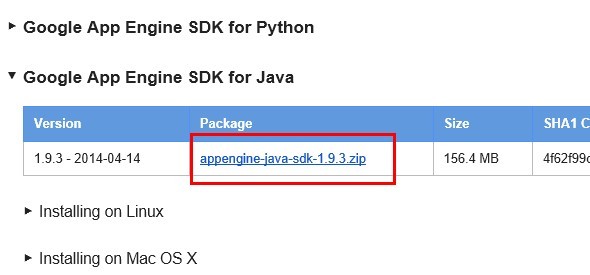 Google App Engine SDK for Python
Google App Engine SDK for Java
Version Package Size SHA1 C
1.9.3 - 2014-04-14 appengine-java-sdk-1.9.3.zip 156.4 MB 4f62f99
Installing on Linux
Installing on Mac OS X